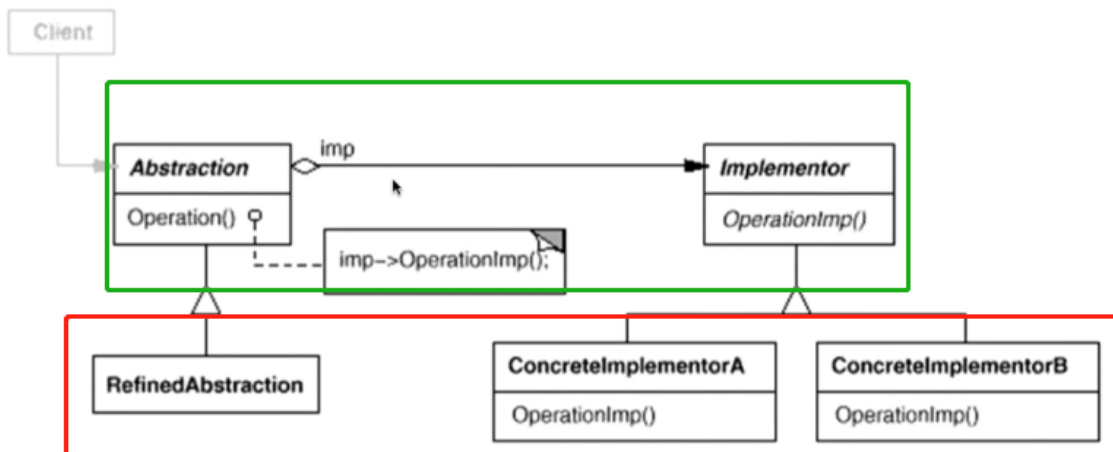 Client
imp
Abstraction
Implementor
Operation()
OperationImp()
imp->OperationImp();
RefinedAbstraction
ConcreteImplementorA
ConcreteImplementorB
OperationImp()
OperationImp()